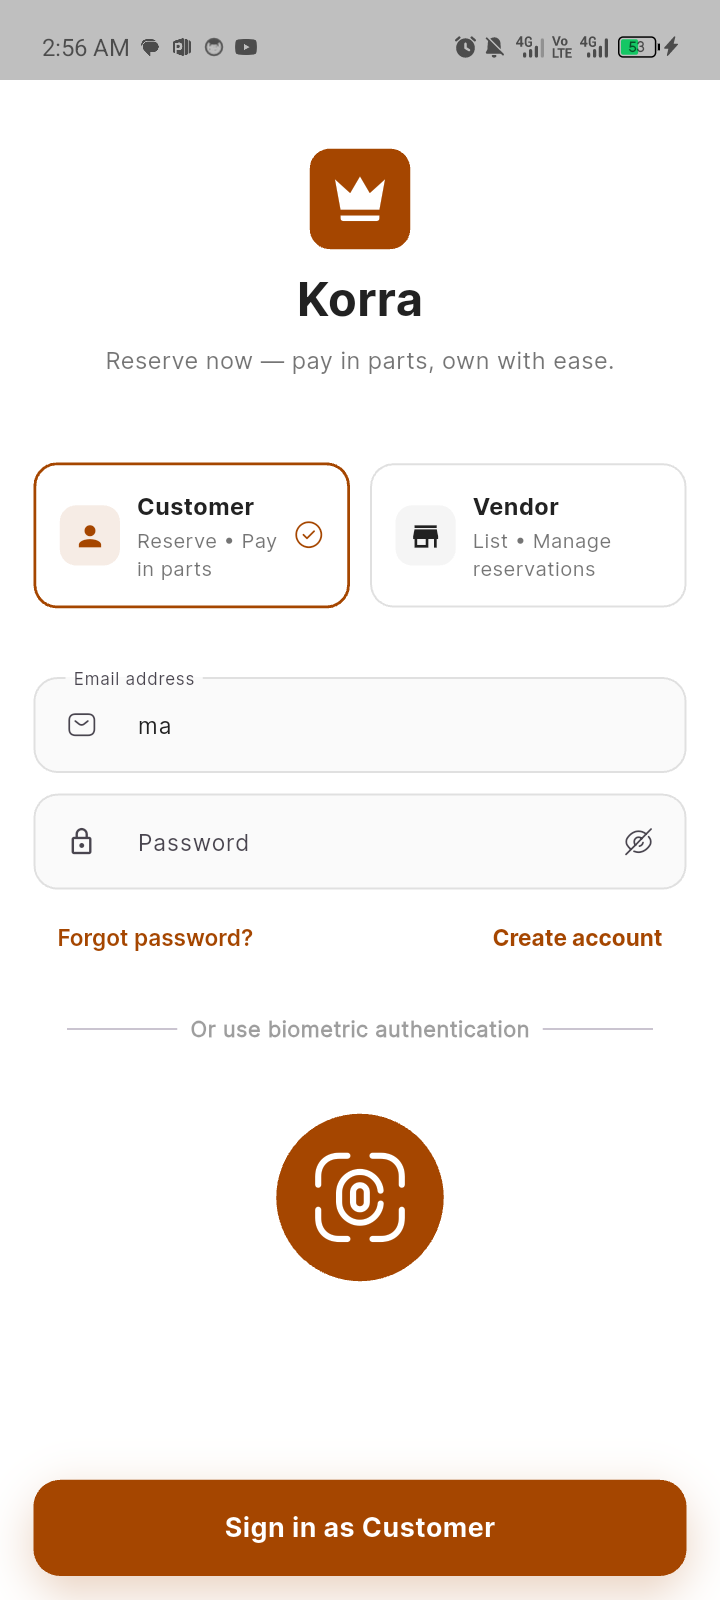 2:56 AM
4G
Vo
LTE
4G
53
Korra
Reserve now — pay in parts, own with ease.
Customer
Reserve • Pay
in parts
Vendor
List • Manage
reservations
Email address
ma
Password
Forgot password?
Create account
Or use biometric authentication
Sign in as Customer